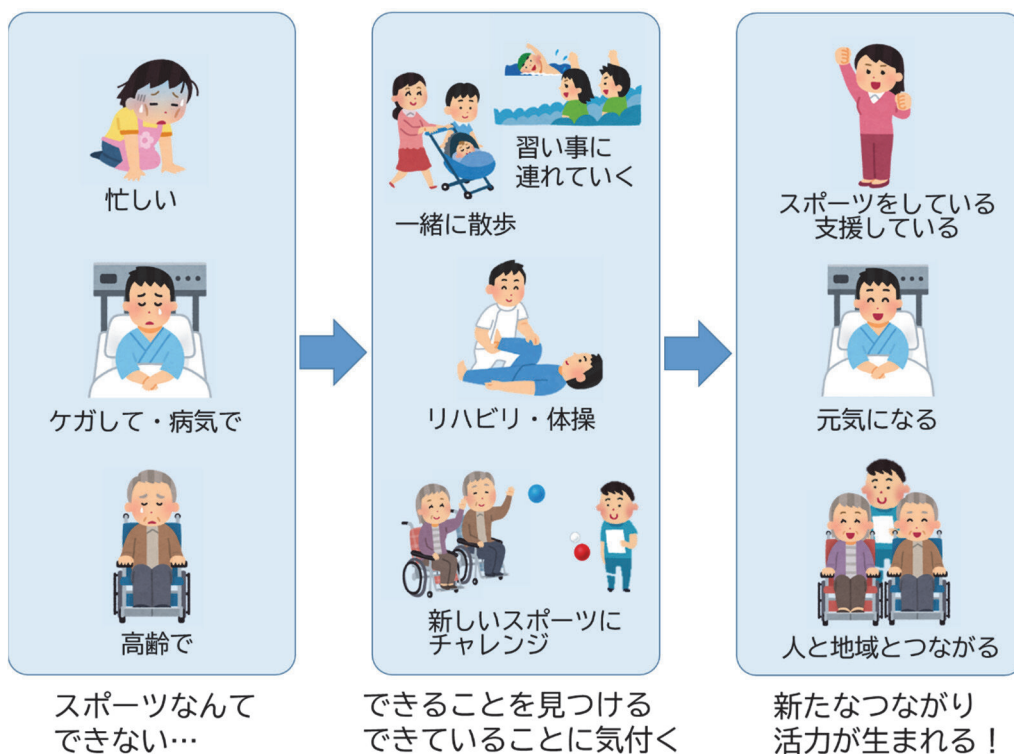 忙しい
ケガして・病気で
高齢で
スポーツなんて
できない…
習い事に
連れていく
一緒に散歩
リハビリ・体操
新しいスポーツに
チャレンジ
できることを見つける
できていることに気付く
スポーツをしている
支援している
元気になる
人と地域とつながる
新たなつながり
活力が生まれる！